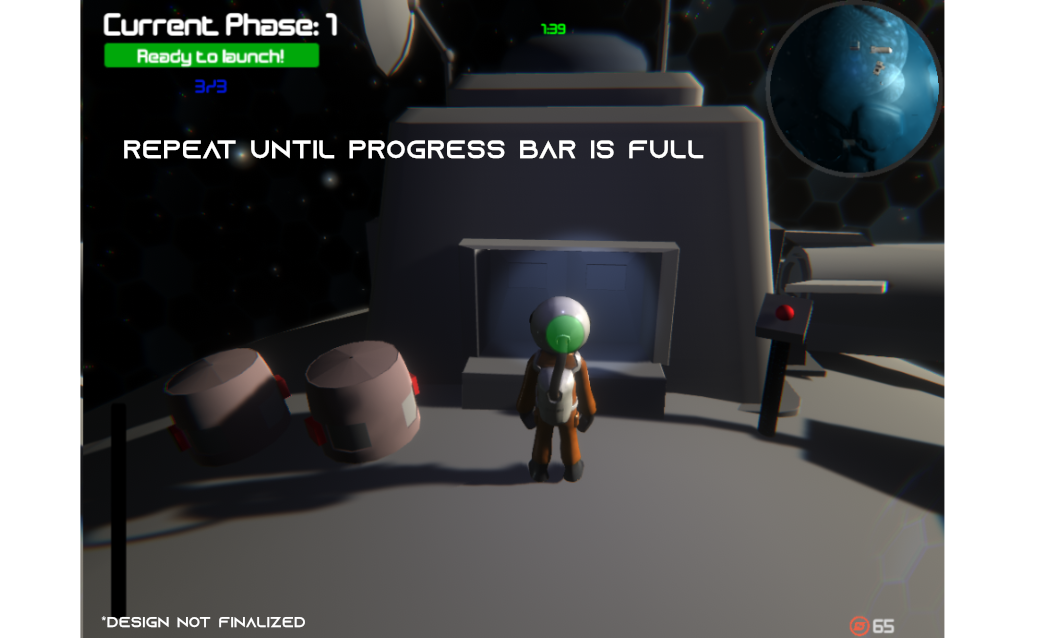 Current Phase: 1
1:39
Ready to launch!
3/3
REPEAT UNTIL PROGRESS BAR IS FULL
*DESIGN NOT FINALIZED
65